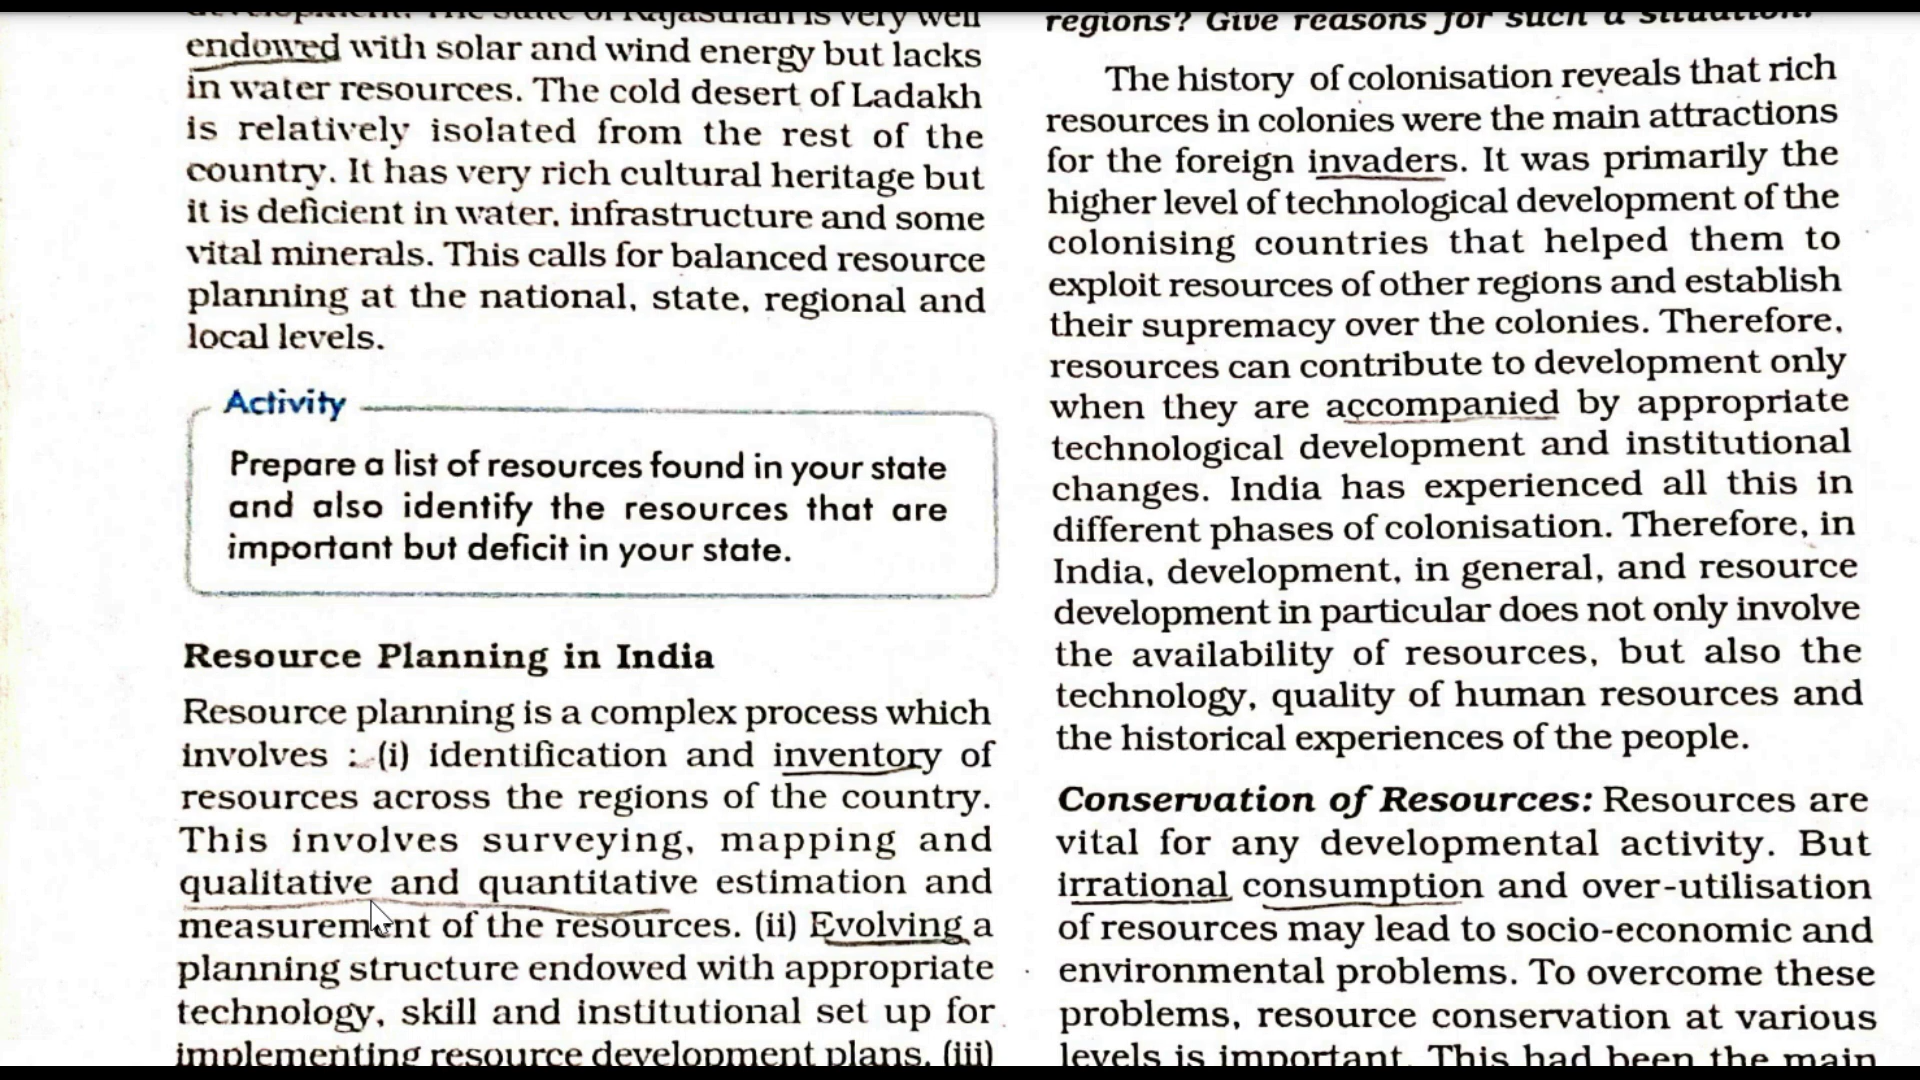 development. The state of Rajasthan is very well
endowed with solar and wind energy but lacks
in water resources. The cold desert of Ladakh
is relatively isolated from the rest of the
country. It has very rich cultural heritage but
it is deficient in water, infrastructure and some
vital minerals. This calls for balanced resource
planning at the national, state, regional and
local levels.
Activity
Prepare a list of resources found in your state
and also identify the resources that are
important but deficit in your state.
Resource Planning in India
Resource planning is a complex process which
involves : (i) identification and inventory of
resources across the regions of the country.
This involves surveying, mapping and
qualitative and quantitative estimation and
measurement of the resources. (ii) Evolving a
planning structure endowed with appropriate
technology, skill and institutional set up for
implementing resource development plans. (iii)
regions? Give reasons for such a situation.
The history of colonisation reveals that rich
resources in colonies were the main attractions
for the foreign invaders. It was primarily the
higher level of technological development of the
colonising countries that helped them to
exploit resources of other regions and establish
their supremacy over the colonies. Therefore,
resources can contribute to development only
when they are accompanied by appropriate
technological development and institutional
changes. India has experienced all this in
different phases of colonisation. Therefore, in
India, development, in general, and resource
development in particular does not only involve
the availability of resources, but also the
technology, quality of human resources and
the historical experiences of the people.
Conservation of Resources: Resources are
vital for any developmental activity. But
irrational consumption and over-utilisation
of resources may lead to socio-economic and
environmental problems. To overcome these
problems, resource conservation at various
levels is important. This had been the main